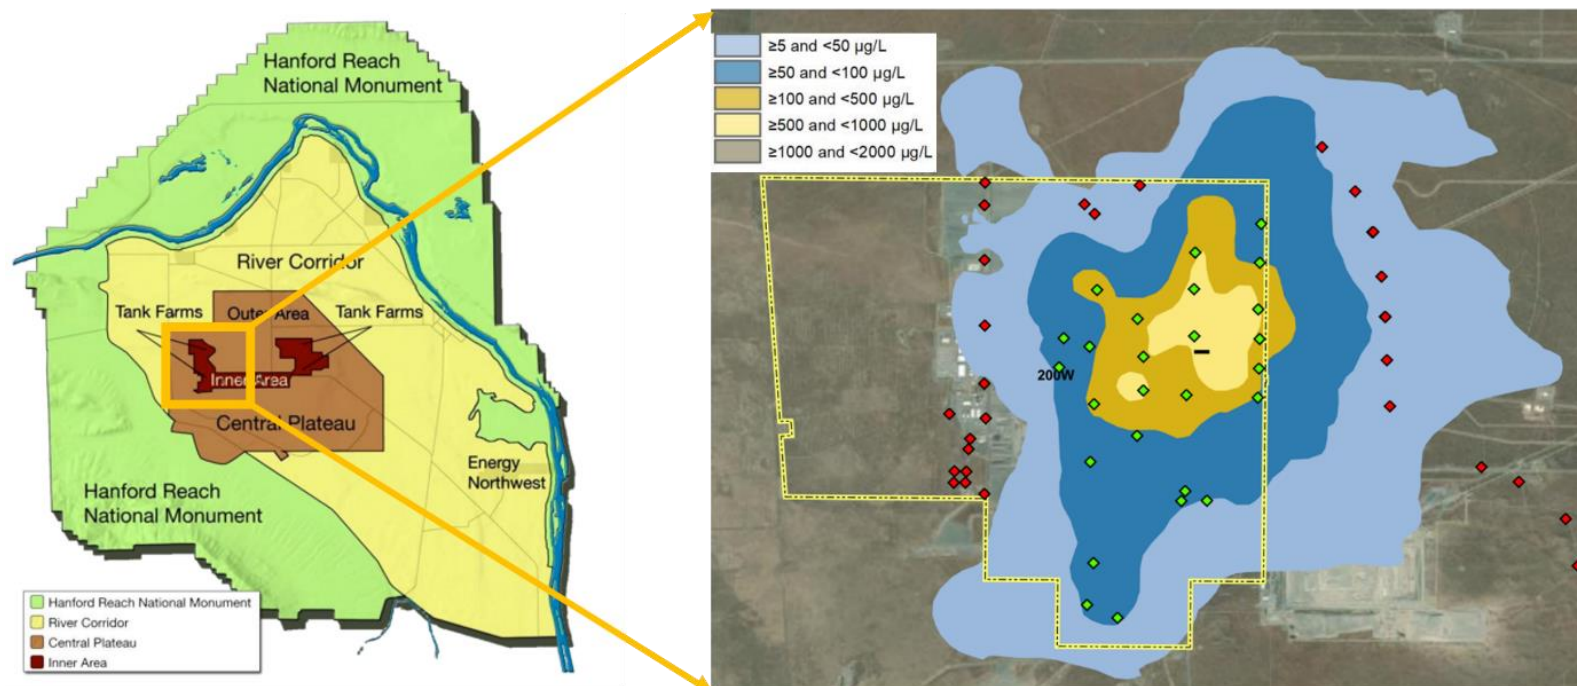 Hanford Reach
National Monument
River Corridor
Tank Farms
Outer Area
Tank Farms
Inner Area
Central Plateau
Energy
Northwest
Hanford Reach
National Monument
Hanford Reach National Monument
River Corridor
Central Plateau
Inner Area
≥5 and <50 µg/L
≥50 and <100 µg/L
≥100 and <500 µg/L
≥500 and <1000 µg/L
≥1000 and <2000 µg/L
200W